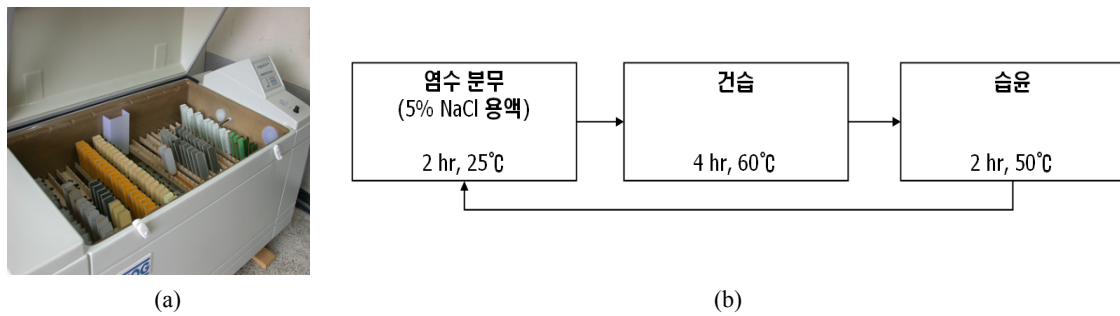 염수 분무
(5% NaCl 용액)
2 hr, 25℃
건습
4 hr, 60℃
습윤
2 hr, 50℃
(a)
(b)